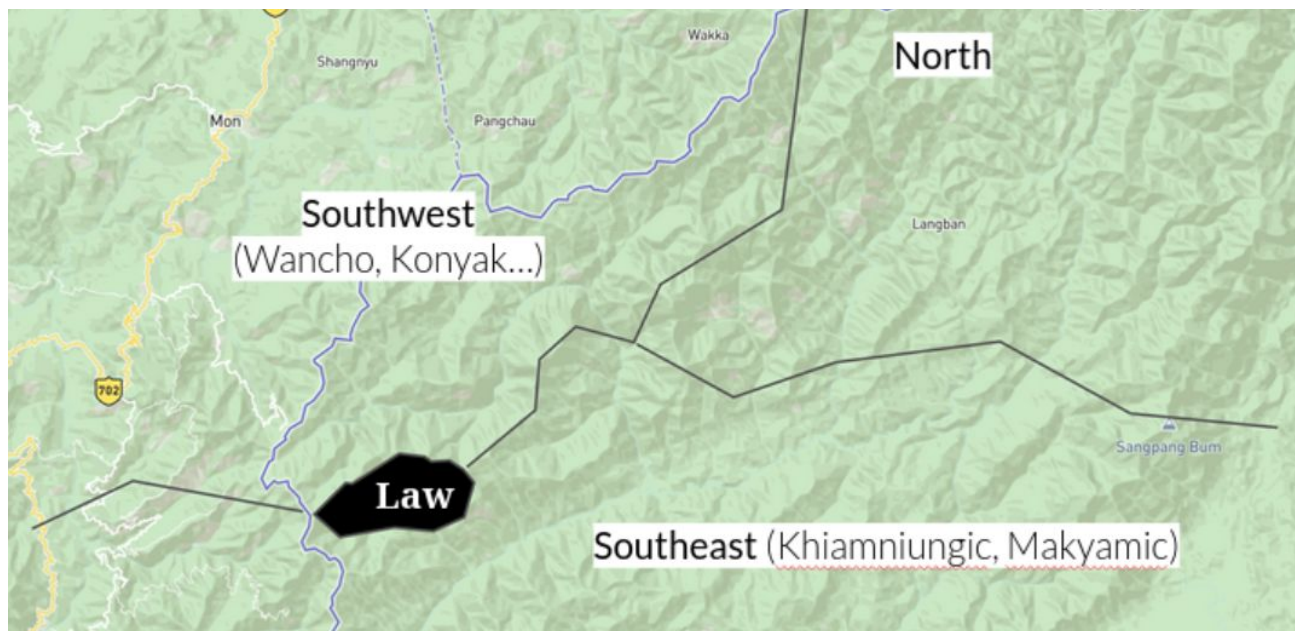 Wakka
North
Shangnyu
Mon
Pangchau
Southwest
(Wancho, Konyak...)
Langban
702
Sangpang Bum
Law
Southeast (Khiamniungic, Makyamic)